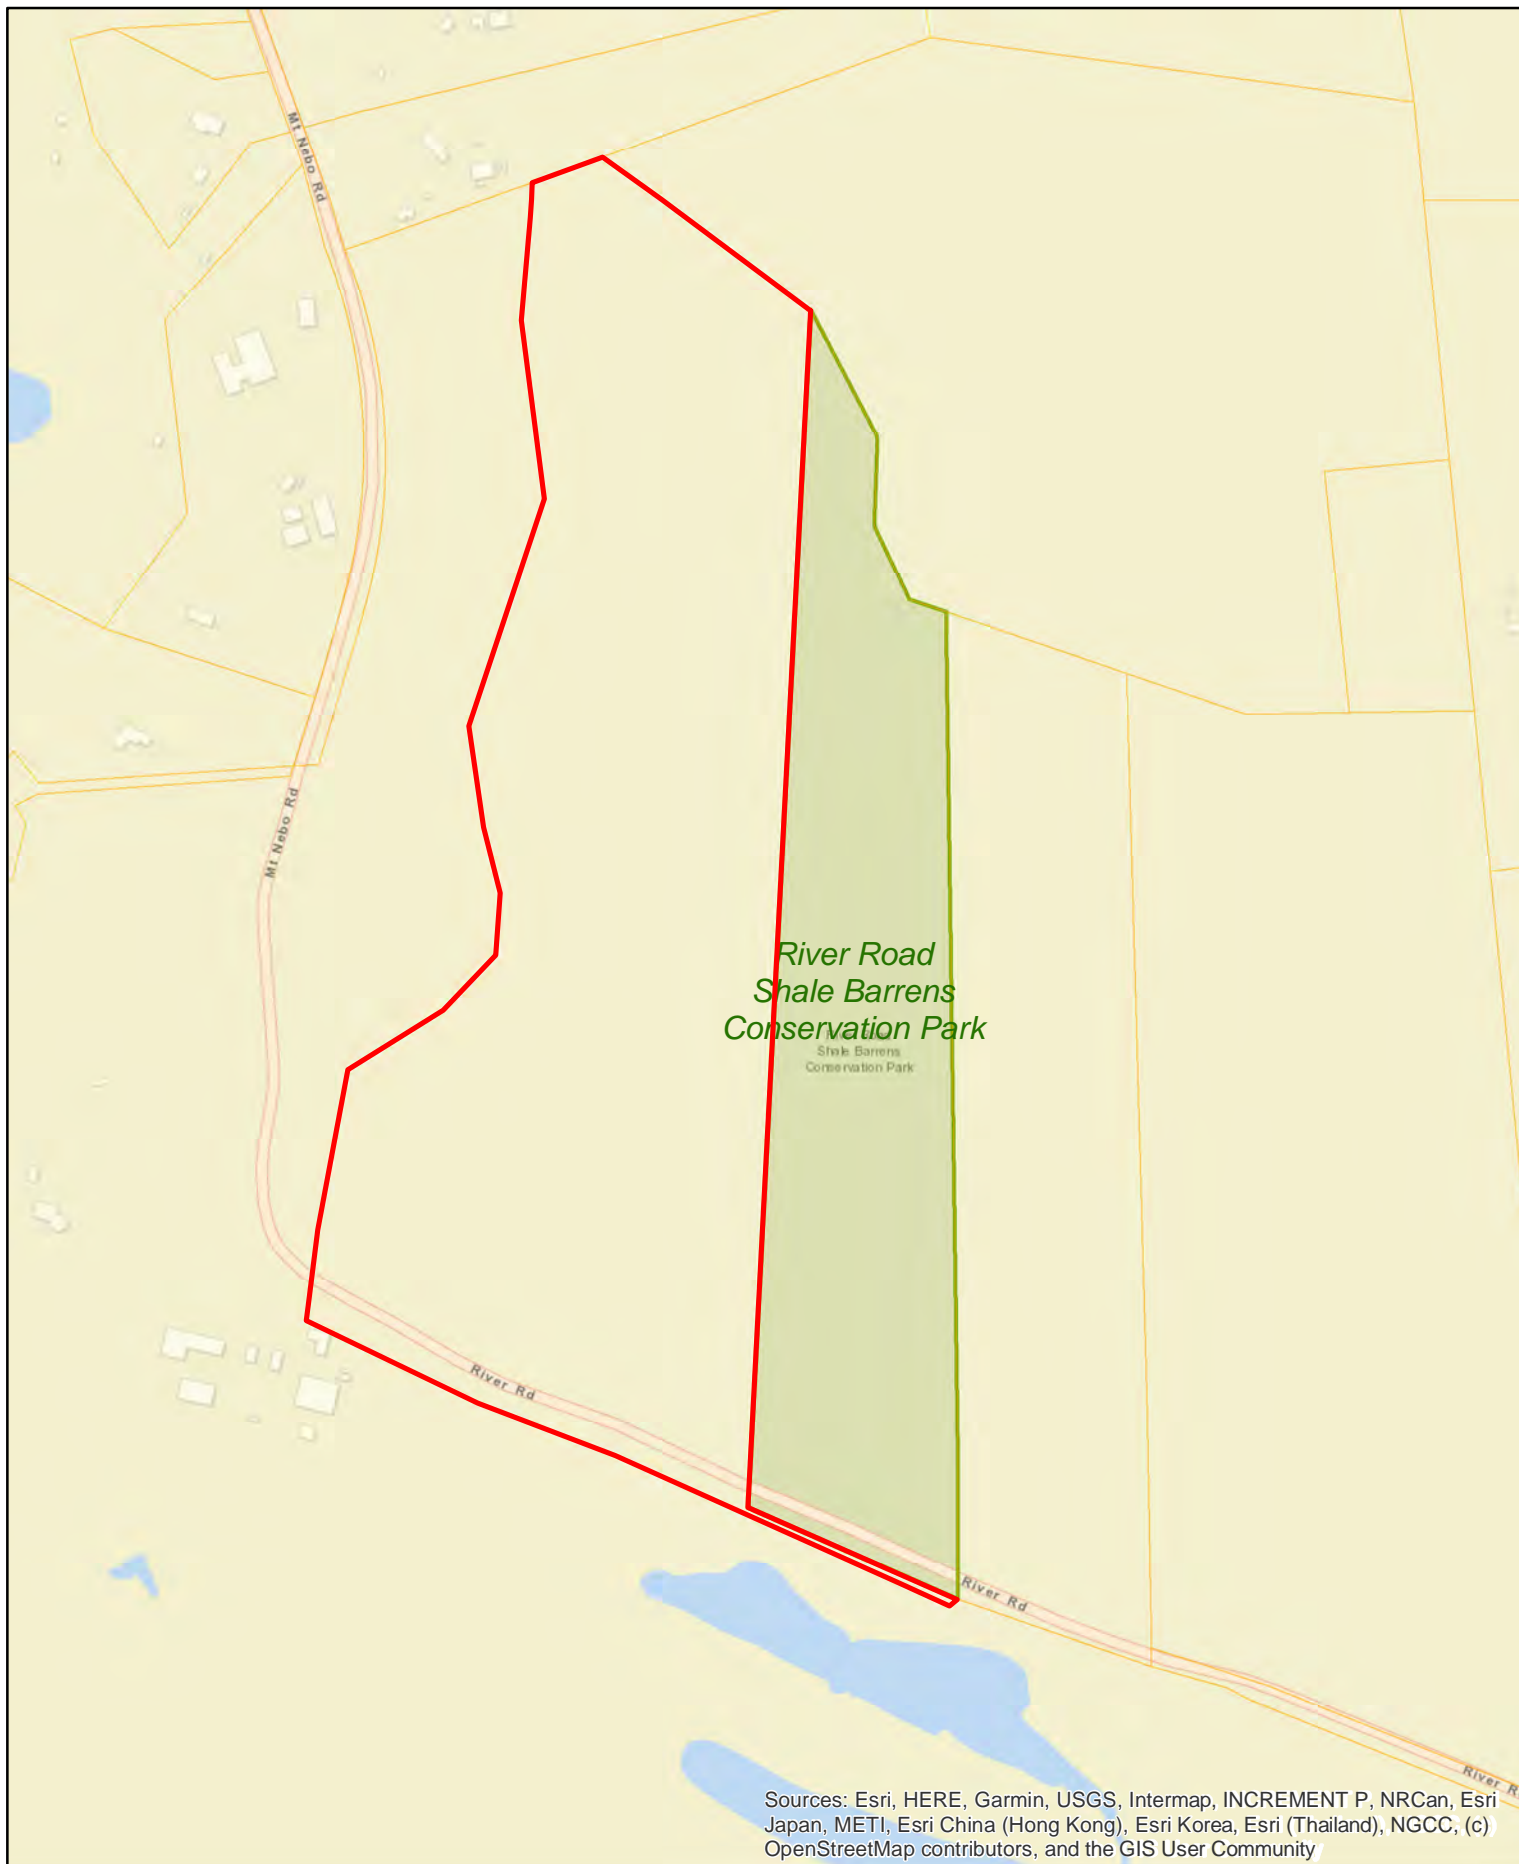 Mt Nebo Rd
Mt Nebo Rd
River Road
Shale Barrens
Conservation Park
Shale Barrens
Conservation Park
River Rd
River Rd
River R
Sources: Esri, HERE, Garmin, USGS, Intermap, INCREMENT P, NRCan, Esri
Japan, METI, Esri China (Hong Kong), Esri Korea, Esri (Thailand), NGCC, (c)
OpenStreetMap contributors, and the GIS User Community